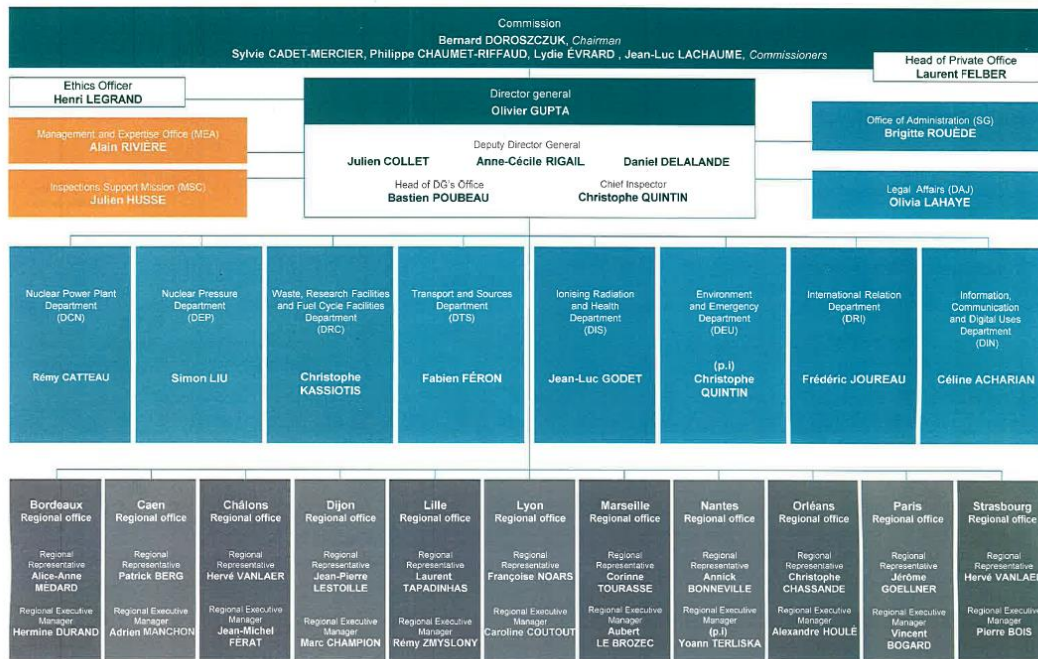 Commission
Bernard DOROSZCZUK, Chairman
Sylvie CADET-MERCIER, Philippe CHAUMET-RIFFAUD, Lydie ÉVRARD , Jean-Luc LACHAUME, Commissioners
Head of Private Office
Laurent FELBER
Ethics Officer
Henri LEGRAND
Director general
Olivier GUPTA
Management and Expertise Office (MEA)
Alain RIVIÈRE
Office of Administration (SG)
Brigitte ROUÈDE
Deputy Director General
Julien COLLET Anne-Cécile RIGAIL Daniel DELALANDE
Inspections Support Mission (MSC)
Julien HUSSE
Head of DG's Office
Bastien POUBEAU
Chief Inspector
Christophe QUINTIN
Legal Affairs (DAJ)
Olivia LAHAYE
Nuclear Power Plant
Department
(DCN)
Rémy CATTEAU
Nuclear Pressure
Department
(DEP)
Simon LIU
Waste, Research Facilities
and Fuel Cycle Facilities
Department
(DRC)
Christophe
KASSIOTIS
Transport and Sources
Department
(DTS)
Fabien FÉRON
Ionising Radiation
and Health
Department
(DIS)
Jean-Luc GODET
Environment
and Emergency
Department
(DEU)
(p.i)
Christophe
QUINTIN
International Relation
Department
(DRI)
Frédéric JOUREAU
Information,
Communication
and Digital Uses
Department
(DIN)
Céline ACHARIAN
Bordeaux
Regional office
Regional
Representative
Alice-Anne
MÉDARD
Regional Executive
Manager
Hermine DURAND
Caen
Regional office
Regional
Representative
Patrick BERG
Regional Executive
Manager
Adrien MANCHON
Châlons
Regional office
Regional
Representative
Hervé VANLAER
Regional Executive
Manager
Jean-Michel
FÉRAT
Dijon
Regional office
Regional
Representative
Jean-Pierre
LESTOILLE
Regional Executive
Manager
Marc CHAMPION
Lille
Regional office
Regional
Representative
Laurent
TAPADINHAS
Regional Executive
Manager
Rémy ZMYSLONY
Lyon
Regional office
Regional
Representative
Françoise NOARS
Regional Executive
Manager
Caroline COUTOUT
Marseille
Regional office
Regional
Representative
Corinne
TOURASSE
Regional Executive
Manager
Aubert
LE BROZEC
Nantes
Regional office
Regional
Representative
Annick
BONNEVILLE
Regional Executive
Manager
(p.i)
Yoann TERLISKA
Orléans
Regional office
Regional
Representative
Christophe
CHASSANDE
Regional Executive
Manager
Alexandre HOULÉ
Paris
Regional office
Regional
Representative
Jérôme
GOELLNER
Regional Executive
Manager
Vincent
BOGARD
Strasbourg
Regional office
Regional
Representative
Hervé VANLAER
Regional Executive
Manager
Pierre BOIS